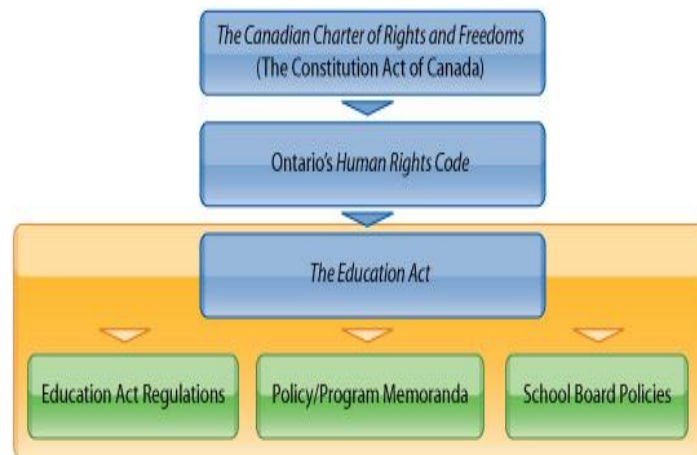 The Canadian Charter of Rights and Freedoms
(The Constitution Act of Canada)
Ontario's Human Rights Code
The Education Act
Education Act Regulations
Policy/Program Memoranda
School Board Policies